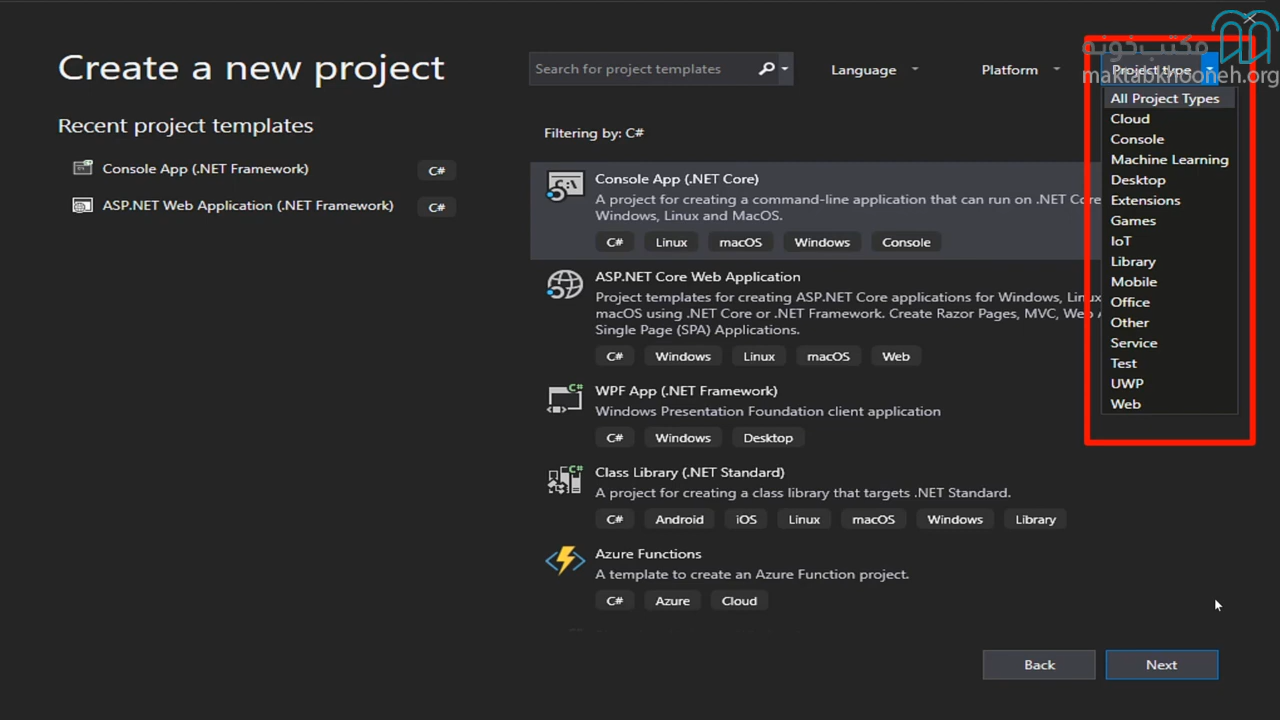 مکتب‌خونه
maktabkhooneh.org
Create a new project
Search for project templates
Language
Platform
Project type
All Project Types
Cloud
Console
Machine Learning
Desktop
Extensions
Games
IoT
Library
Mobile
Office
Other
Service
Test
UWP
Web
Recent project templates
Console App (.NET Framework) C#
ASP.NET Web Application (.NET Framework) C#
Filtering by: C#
Console App (.NET Core)
A project for creating a command-line application that can run on .NET Core
Windows, Linux and MacOS.
C# Linux macOS Windows Console
ASP.NET Core Web Application
Project templates for creating ASP.NET Core applications for Windows, Linux
macOS using .NET Core or .NET Framework. Create Razor Pages, MVC, Web
Single Page (SPA) Applications.
C# Windows Linux macOS Web
WPF App (.NET Framework)
Windows Presentation Foundation client application
C# Windows Desktop
Class Library (.NET Standard)
A project for creating a class library that targets .NET Standard.
C# Android iOS Linux macOS Windows Library
Azure Functions
A template to create an Azure Function project.
C# Azure Cloud
Back
Next